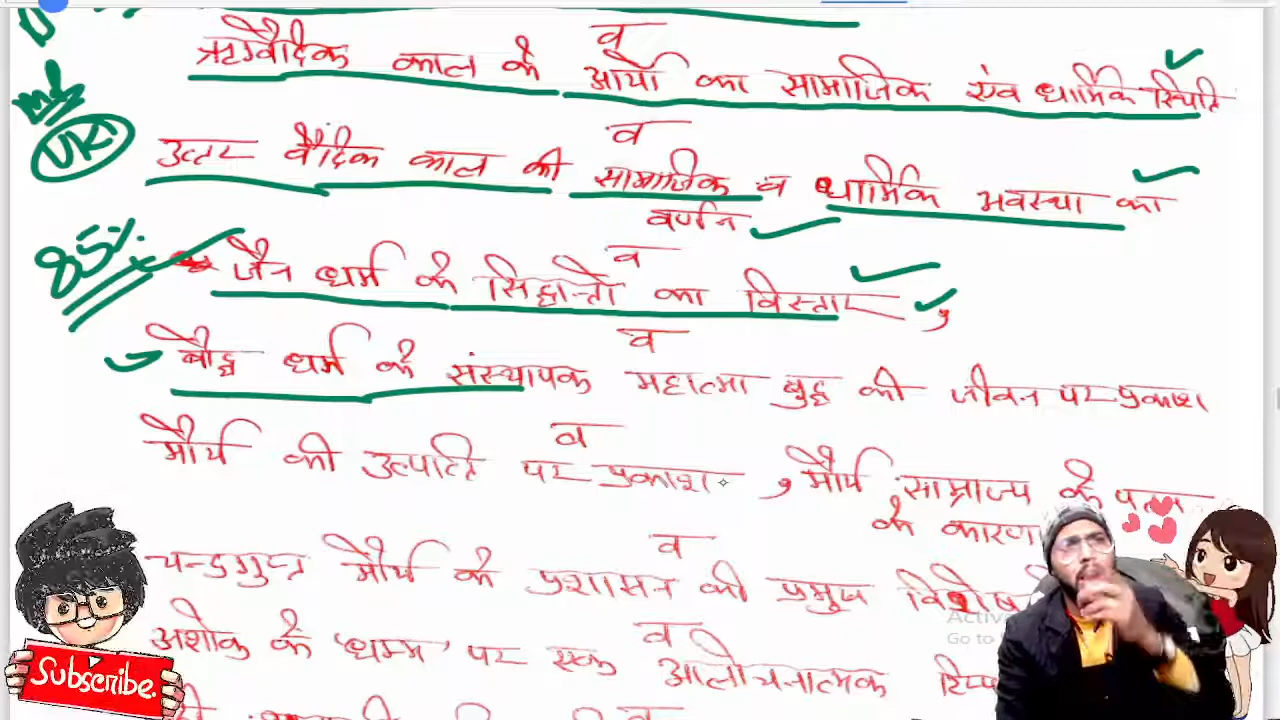 व
ऋग्वैदिक काल के आर्यो का सामाजिक एंव धार्मिक स्थिति
UKI
व
उत्तर वैदिक काल की सामाजिक व धार्मिक अवस्था का
वर्णन
85%
व
जैन धर्म के सिद्धान्तो का विस्तार,
व
बौद्ध धर्म के संस्थापक महात्मा बुद्ध की जीवन पर प्रकाश
व
मौर्य की उत्पत्ति पर प्रकाश, मौर्य साम्राज्य के पतन
के कारण
व
चन्द्रगुप्त मौर्य के प्रशासन की प्रमुख
व
अशोक के 'धम्म' पर एक आलोचनात्मक
व
Subscribe.